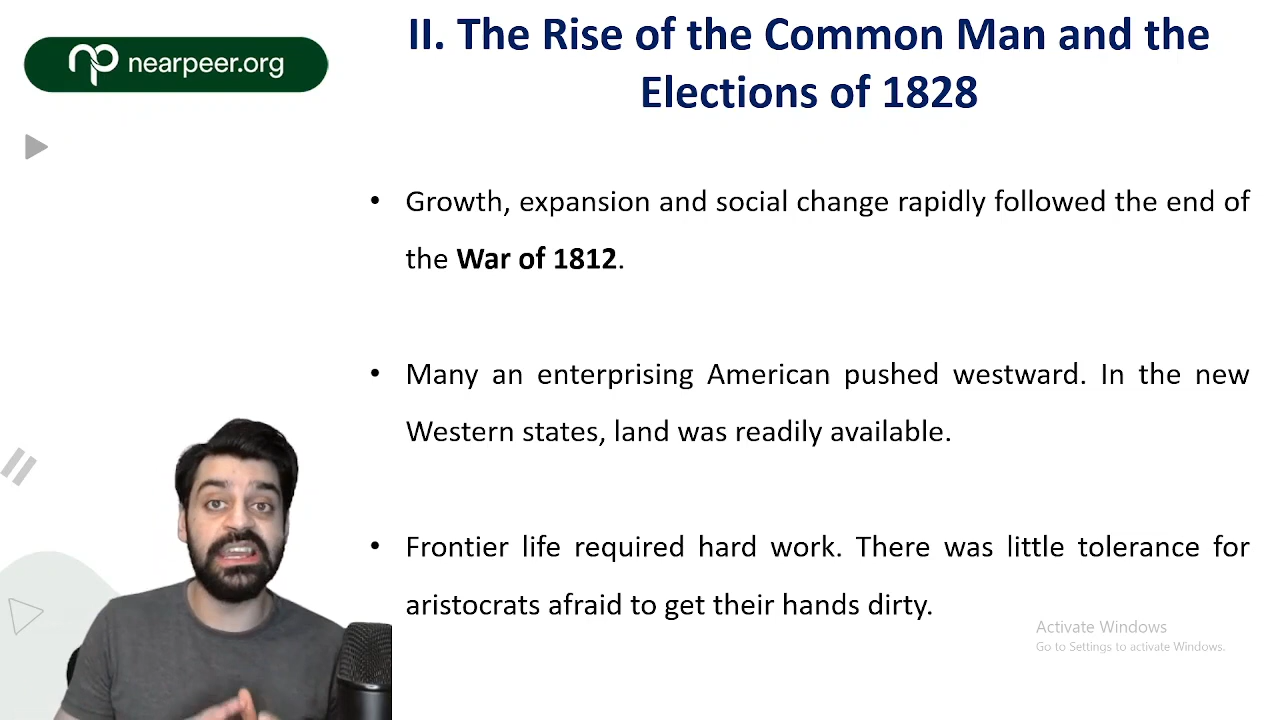 nearpeer.org
II. The Rise of the Common Man and the
Elections of 1828
• Growth, expansion and social change rapidly followed the end of
the War of 1812.
• Many an enterprising American pushed westward. In the new
Western states, land was readily available.
• Frontier life required hard work. There was little tolerance for
aristocrats afraid to get their hands dirty.
Activate Windows
Go to Settings to activate Windows.